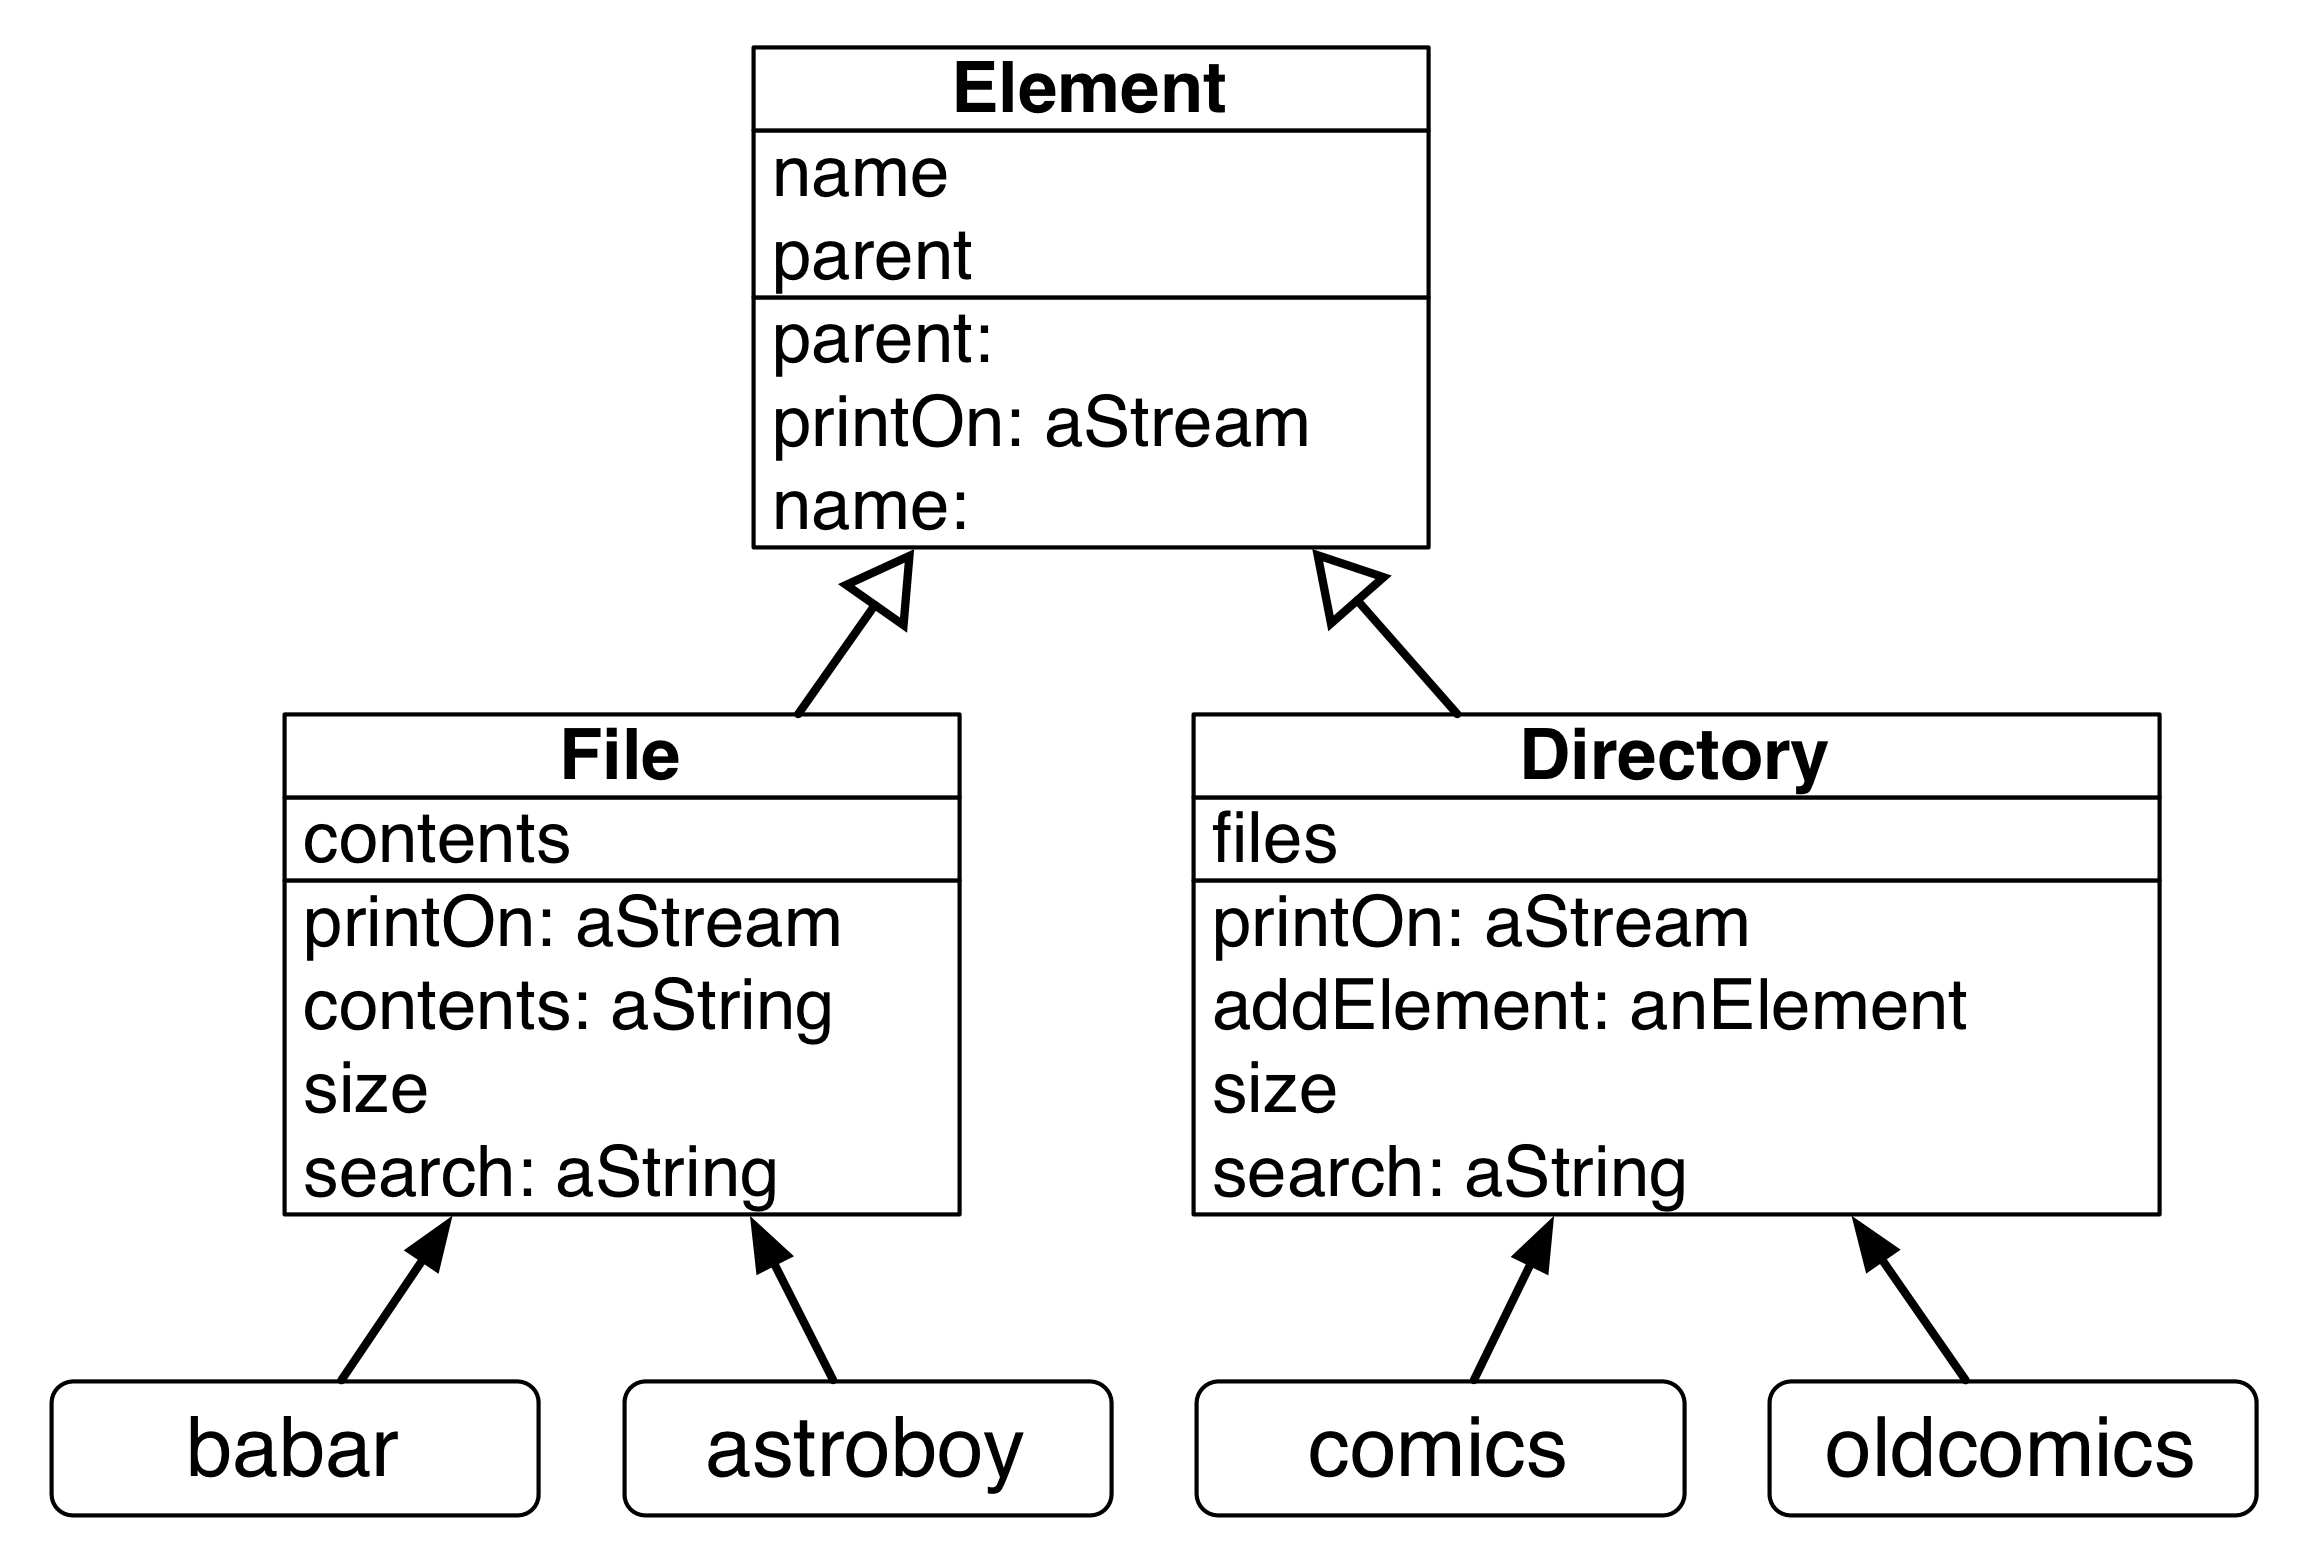 Element
name
parent
parent:
printOn: aStream
name:
File
contents
printOn: aStream
contents: aString
size
search: aString
Directory
files
printOn: aStream
addElement: anElement
size
search: aString
babar
astroboy
comics
oldcomics